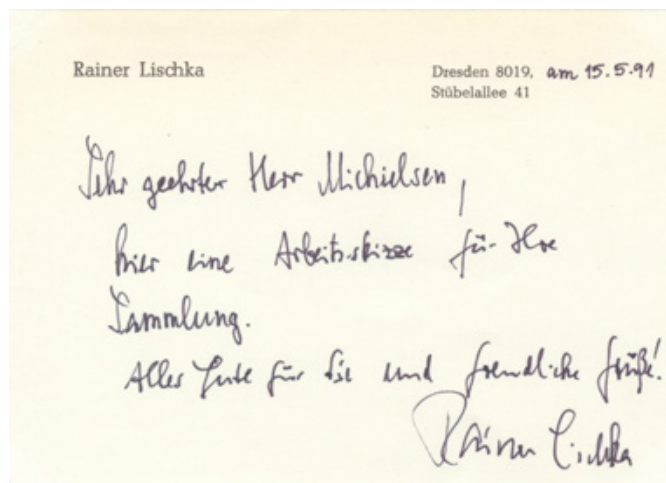 Rainer Lischka
Dresden 8019, am 15.5.91
Stübelallee 41
Sehr geehrter Herr Michielsen,
hier eine Arbeitsskizze für Ihre
Sammlung.
Alles Gute für Sie und freundliche Grüße!
Rainer Lischka